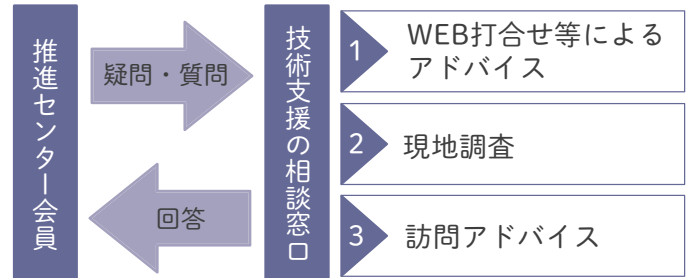 推進センター会員
疑問・質問
回答
技術支援の相談窓口
1
WEB打合せ等による
アドバイス
2
現地調査
3
訪問アドバイス